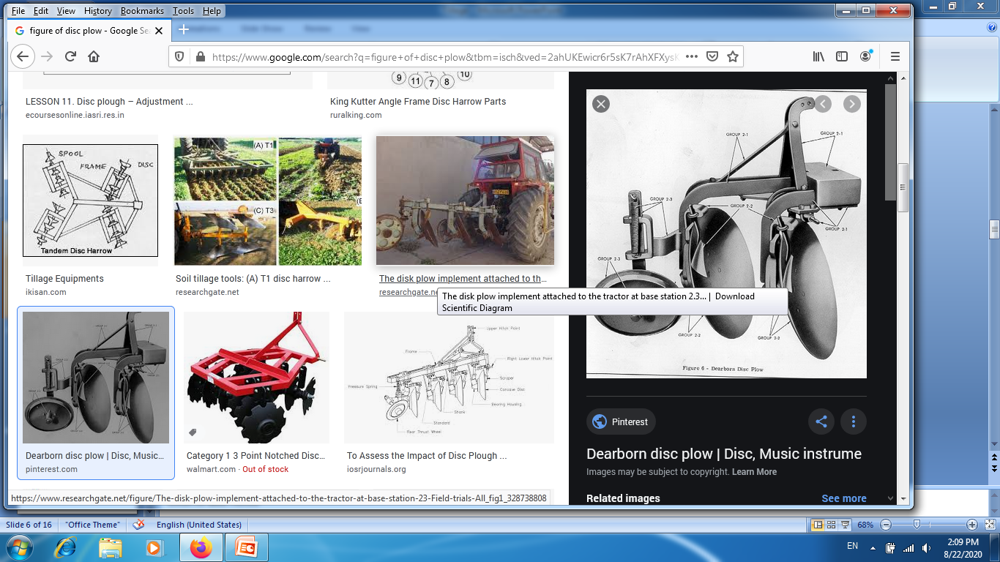 File Edit View History Bookmarks Tools Help
figure of disc plow - Google Se
https://www.google.com/search?q=figure+of+disc+plow&tbm=isch&ved=2ahUKEwicr6r5sK7rAhXFXysK
9 11 7 8 10
LESSON 11. Disc plough – Adjustment ...
ecoursesonline.iasri.res.in
King Kutter Angle Frame Disc Harrow Parts
ruralking.com
SPOOL
FRAME
DISC
Tandem Disc Harrow
(A) T1
(C) T3
Tillage Equipments
ikisan.com
Soil tillage tools: (A) T1 disc harrow ...
researchgate.net
The disk plow implement attached to th...
researchgate.ne
The disk plow implement attached to the tractor at base station 2.3... | Download
Scientific Diagram
Upper Hitch Point
Frame
Right Lower Hitch Point
Pressure Spring
Scraper
Concave Disc
Bearing Housing
Shank
Standard
Rear Thrust Wheel
Dearborn disc plow | Disc, Music...
pinterest.com
Category 1 3 Point Notched Disc...
walmart.com - Out of stock
To Assess the Impact of Disc Plough ...
iosrjournals.org
GROUP 2-1
GROUP 2-1
GROUP 2-3
GROUP 2-2
GROUP 2-1
GROUP 2-3
GROUP 2-2
GROUP 2-2
Figure 6 - Dearborn Disc Plow
Pinterest
Dearborn disc plow | Disc, Music instrume
Images may be subject to copyright. Learn More
Related images See more
https://www.researchgate.net/figure/The-disk-plow-implement-attached-to-the-tractor-at-base-station-23-Field-trials-All_fig1_328738808
Slide 6 of 16 "Office Theme" English (United States) 68%
EN 2:09 PM
8/22/2020